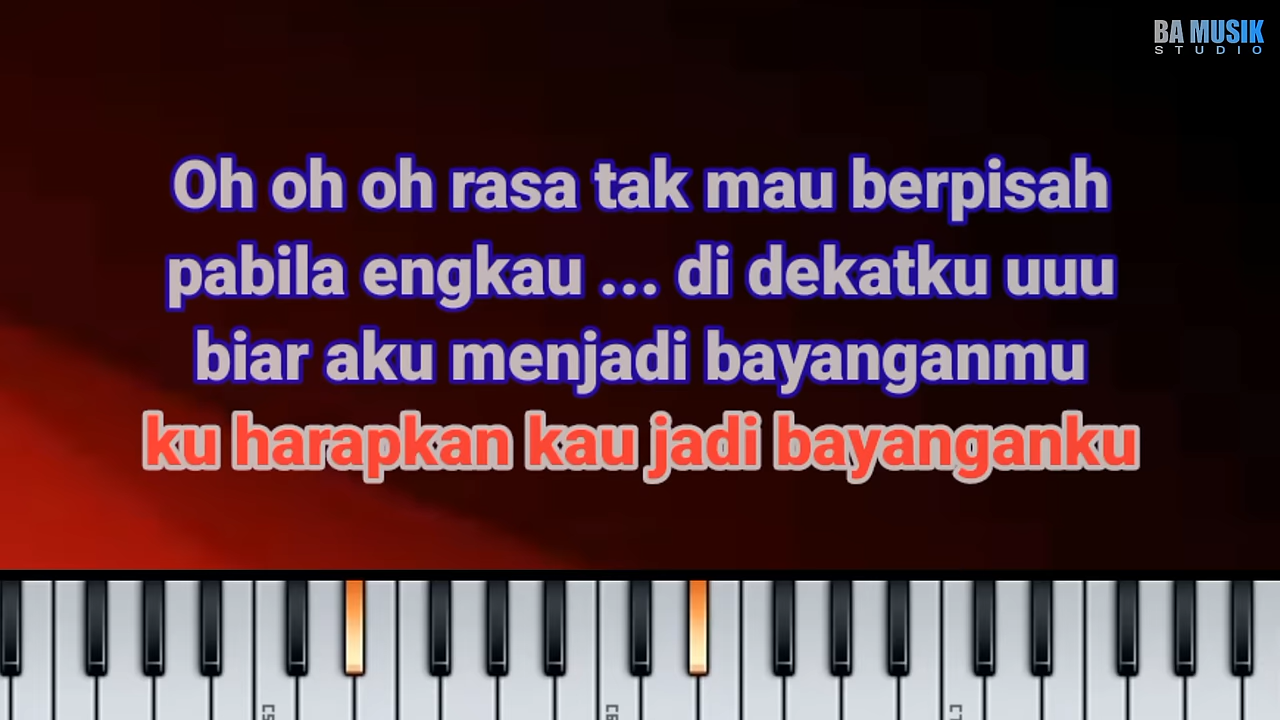 BA MUSIK
STUDIO
Oh oh oh rasa tak mau berpisah
pabila engkau ... di dekatku uuu
biar aku menjadi bayanganmu
ku harapkan kau jadi bayanganku